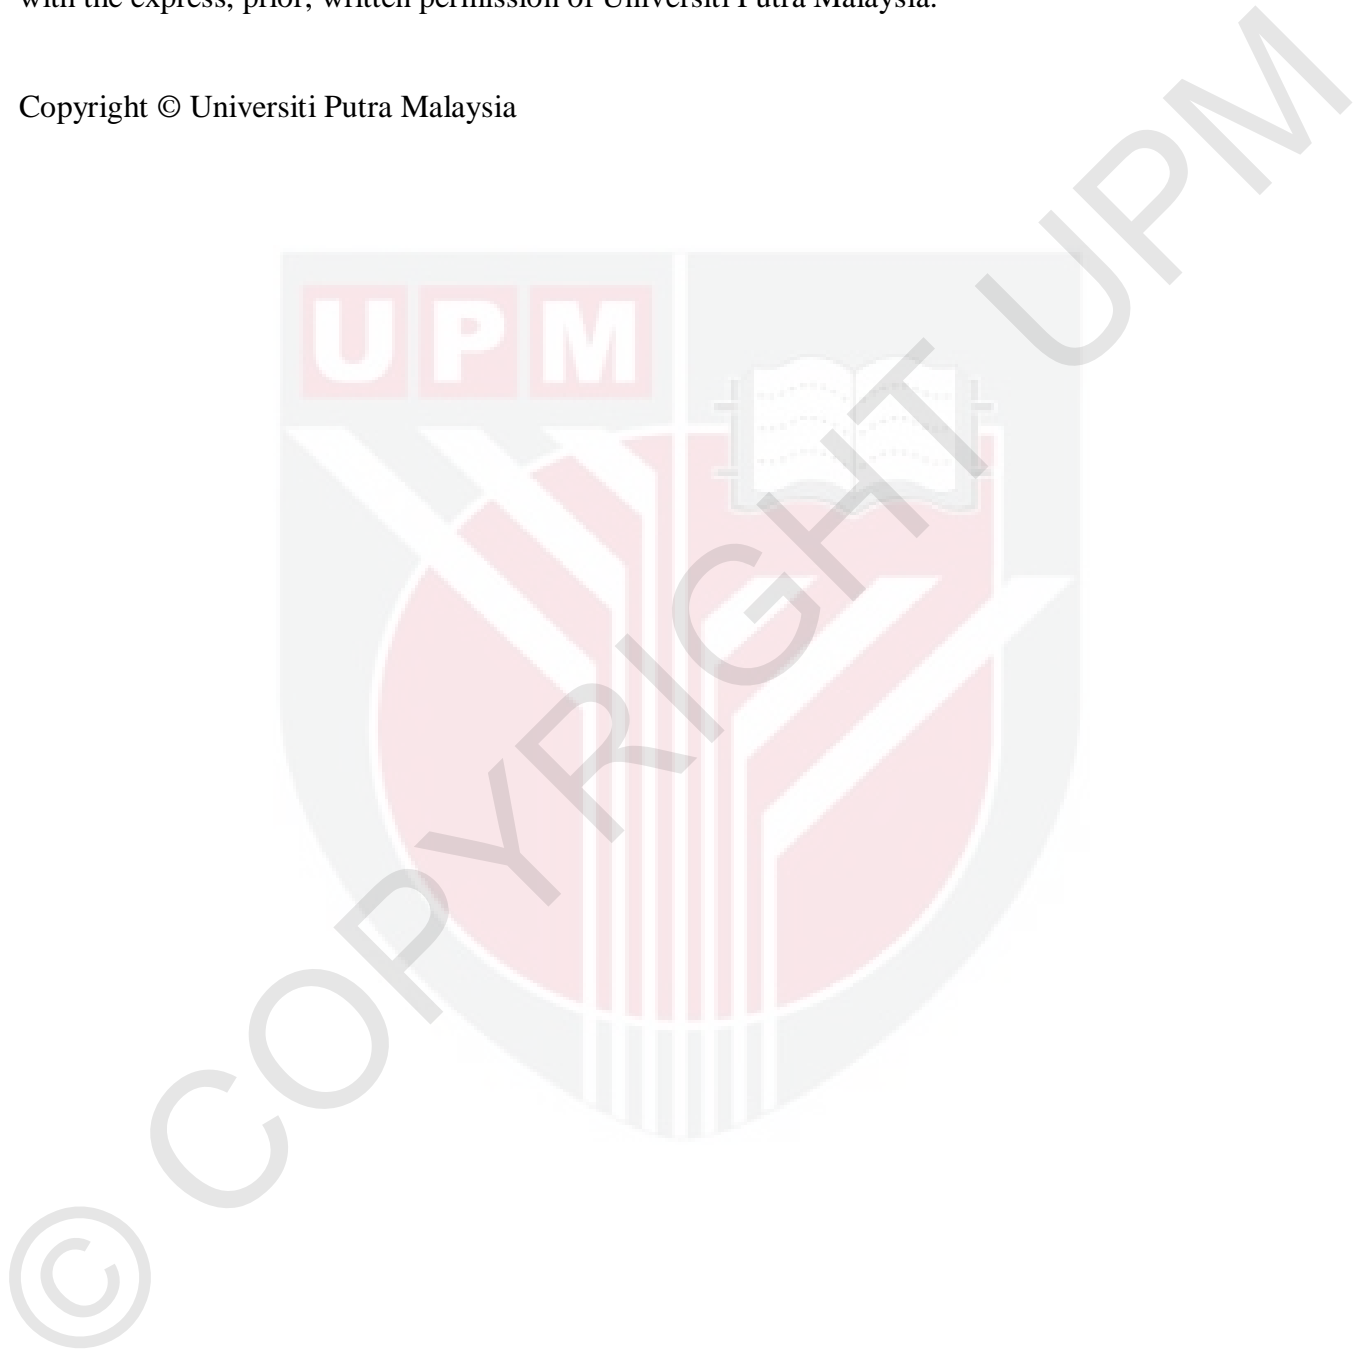 with the express, prior, written permission of Universiti Putra Malaysia.
Copyright © Universiti Putra Malaysia
UPM
© COPYRIGHT UPM